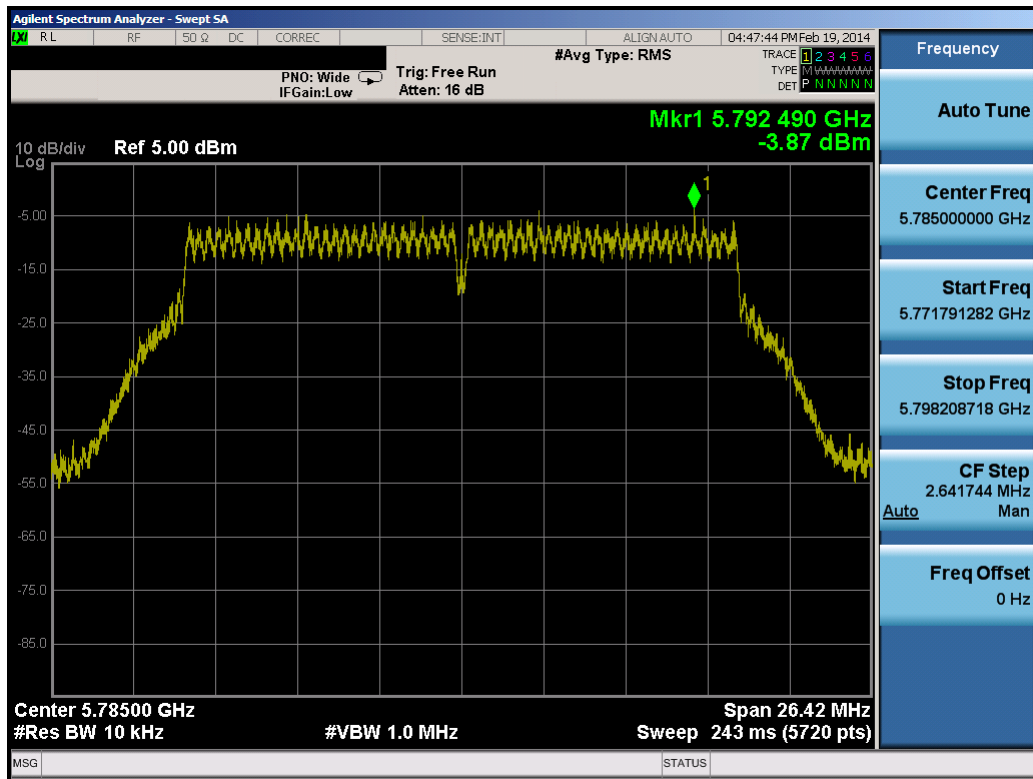 Agilent Spectrum Analyzer - Swept SA
LXI RL RF 50 Ω DC CORREC SENSE:INT ALIGN AUTO 04:47:44 PM Feb 19, 2014
#Avg Type: RMS
TRACE 1 2 3 4 5 6
PNO: Wide Trig: Free Run TYPE M WWWWW
IFGain:Low Atten: 16 dB DET P N N N N N
Mkr1 5.792 490 GHz
-3.87 dBm
10 dB/div Ref 5.00 dBm
Log
1
-5.00
-15.0
-25.0
-35.0
-45.0
-55.0
-65.0
-75.0
-85.0
Center 5.78500 GHz Span 26.42 MHz
#Res BW 10 kHz #VBW 1.0 MHz Sweep 243 ms (5720 pts)
MSG STATUS
Frequency
Auto Tune
Center Freq
5.785000000 GHz
Start Freq
5.771791282 GHz
Stop Freq
5.798208718 GHz
CF Step
2.641744 MHz
Auto Man
Freq Offset
0 Hz